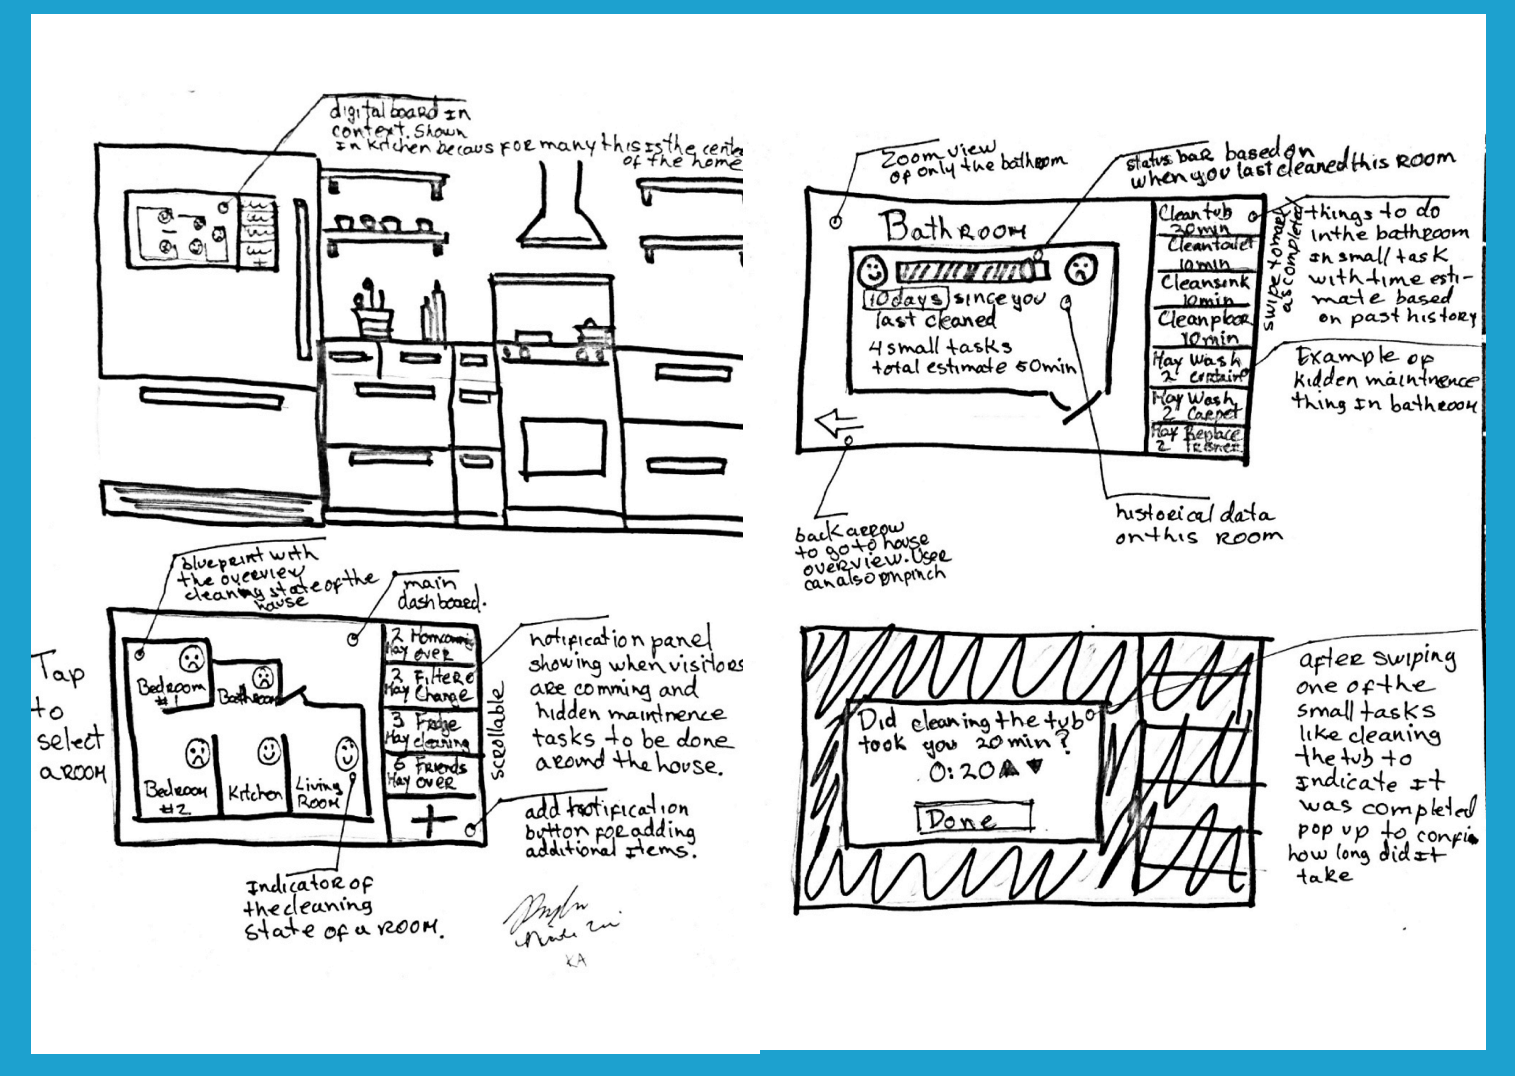 digital board In
context. Shown
In kitchen becaus for many this is the cente
of the home
blueprint with
the overview
cleaning state of the
house
main
dashboard.
Tap
to
select
a room
Bedroom
#1
Bathroom
Bedroom
#2
Kitchen
Living
Room
2
May
over
2 Filter
May Change
3 Fridge
May cleaning
6 Friends
May over
+
scrollable
notification panel
showing when visitors
are comming and
hidden maintnence
tasks to be done
around the house.
add notification
button for adding
additional Items.
Indicator of
the cleaning
state of a room.
KA
Zoom view
of only the bathroom
status bar based on
when you last cleaned this room
Bathroom
10 days since you
last cleaned
4 small tasks
total estimate 50min
Clean tub
20min
Clean toilet
10min
Clean sink
10min
Clean floor
10min
May Wash
2 curtain
May Wash
2 Carpet
May Replace
2
swipe to mark
as completed
things to do
in the bathroom
In small task
with time esti-
mate based
on past history
Example of
hidden maintnence
thing In bathroom
back arrow
to go to house
overview. User
can also pinch
historical data
on this room
Did cleaning the tub
took you 20 min?
0:20
Done
after swiping
one of the
small tasks
like cleaning
the tub to
Indicate It
was completed
pop up to confi
how long did It
take